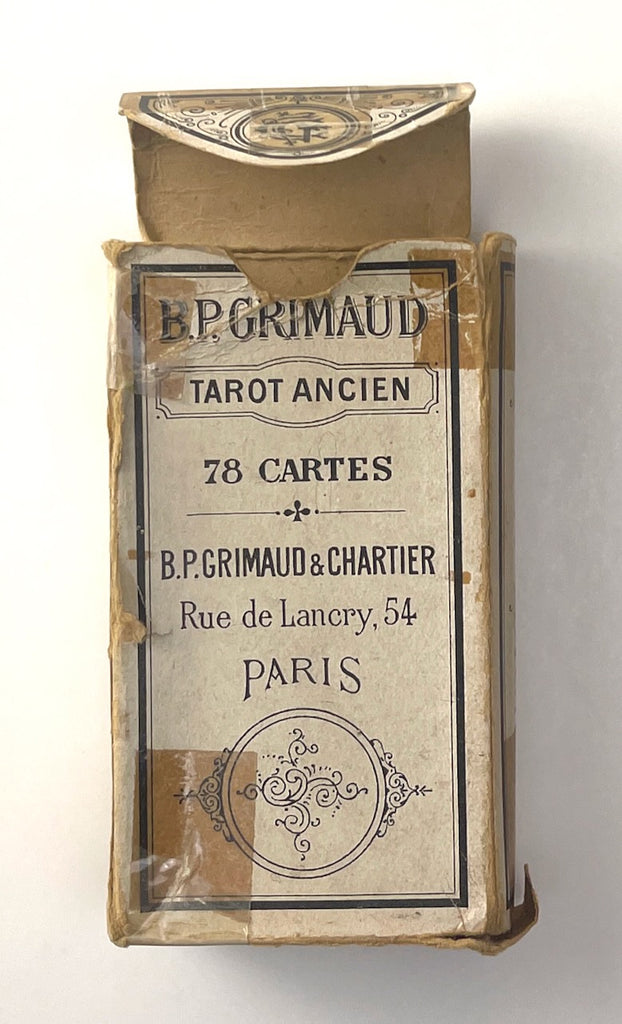 B.P. GRIMAUD
TAROT ANCIEN
78 CARTES
B.P. GRIMAUD & CHARTIER
Rue de Lancry, 54
PARIS